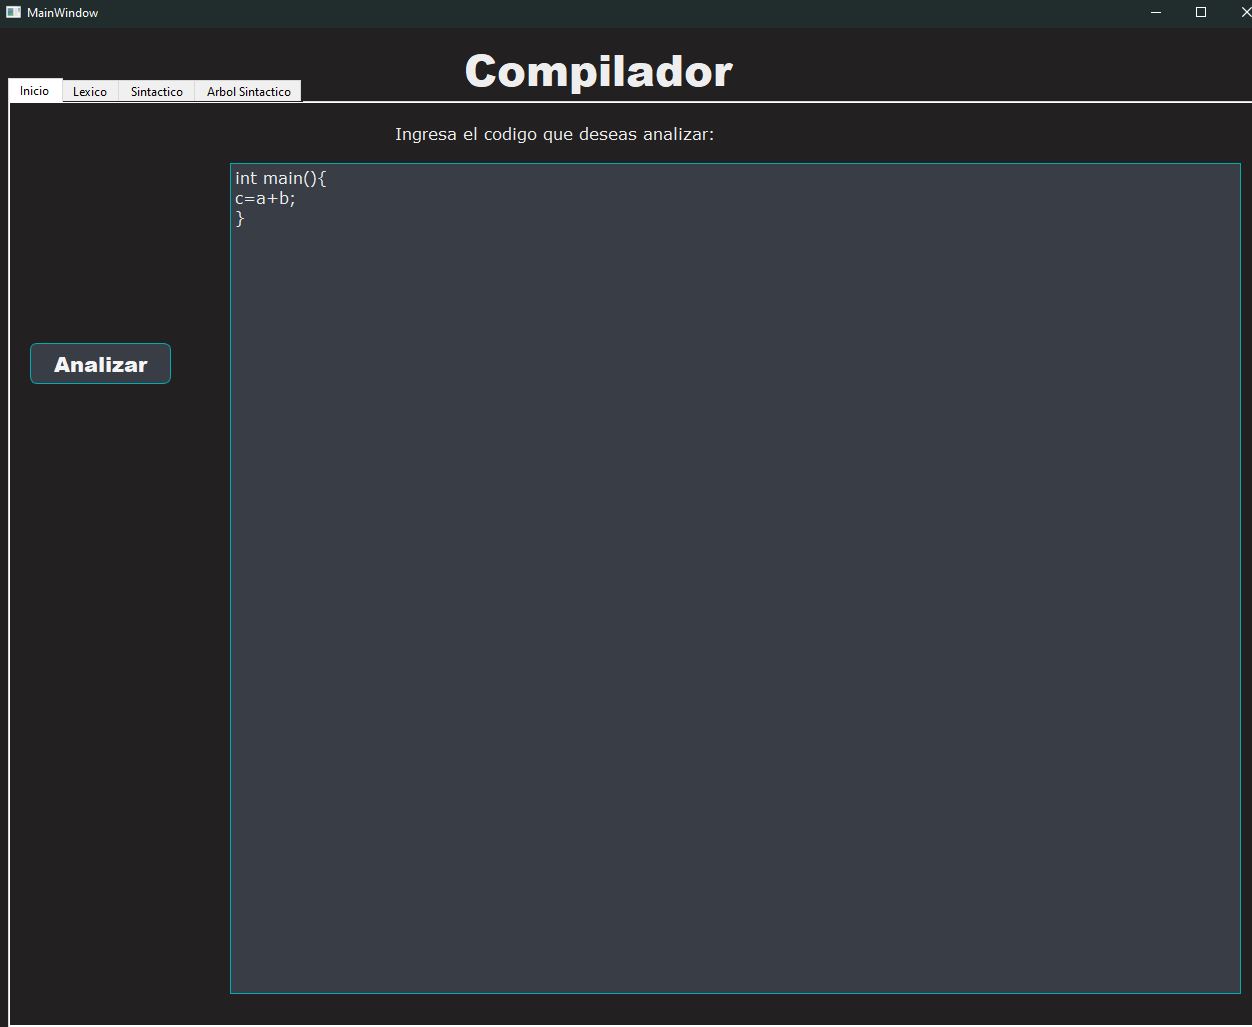 MainWindow
Compilador
Inicio Lexico Sintactico Arbol Sintactico
Ingresa el codigo que deseas analizar:
int main(){
c=a+b;
}
Analizar